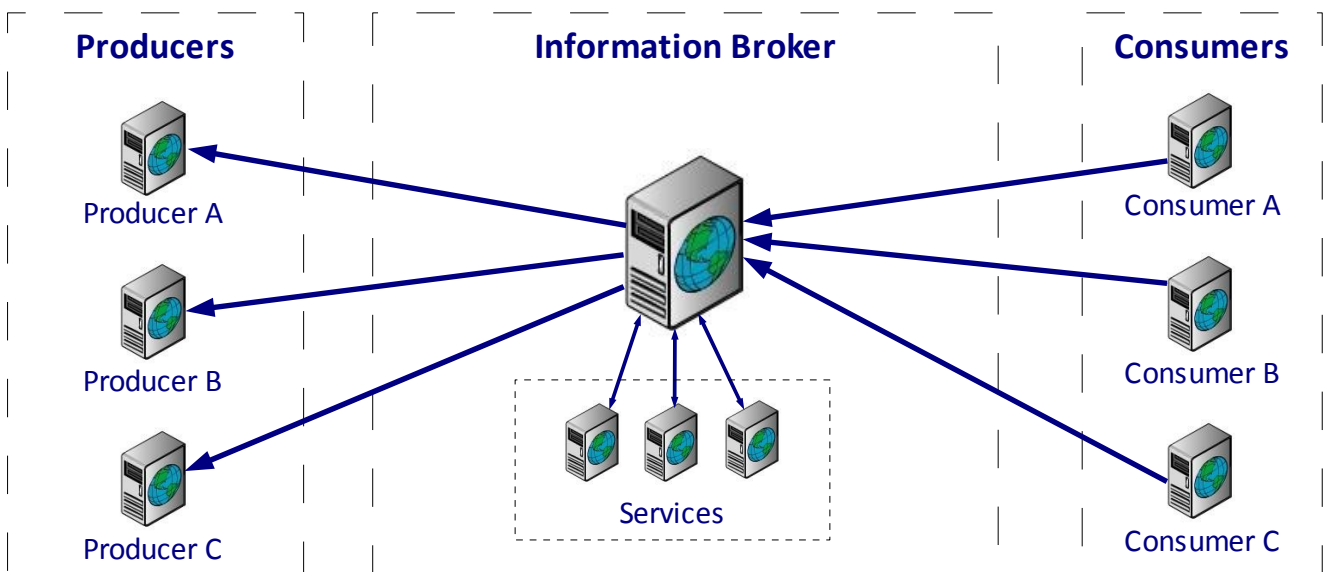 Producers
Information Broker
Consumers
Producer A
Consumer A
Producer B
Consumer B
Services
Producer C
Consumer C